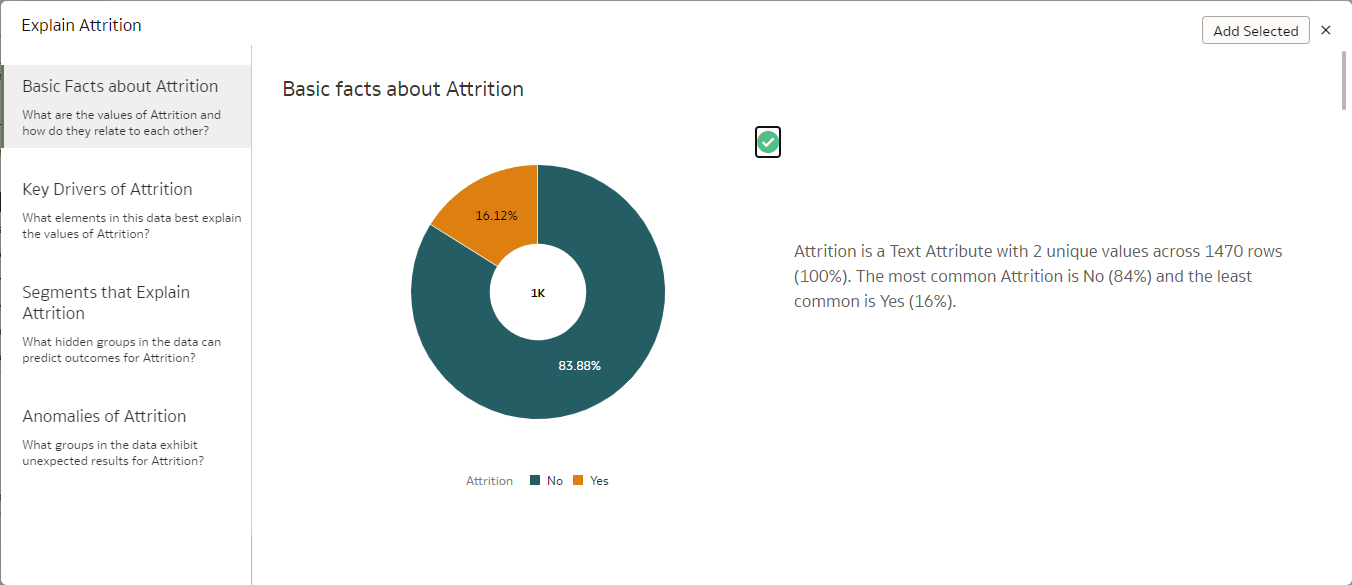 Explain Attrition
Add Selected
Basic Facts about Attrition
What are the values of Attrition and
how do they relate to each other?
Key Drivers of Attrition
What elements in this data best explain
the values of Attrition?
Segments that Explain
Attrition
What hidden groups in the data can
predict outcomes for Attrition?
Anomalies of Attrition
What groups in the data exhibit
unexpected results for Attrition?
Basic facts about Attrition
16.12%
1K
83.88%
Attrition No Yes
Attrition is a Text Attribute with 2 unique values across 1470 rows
(100%). The most common Attrition is No (84%) and the least
common is Yes (16%).